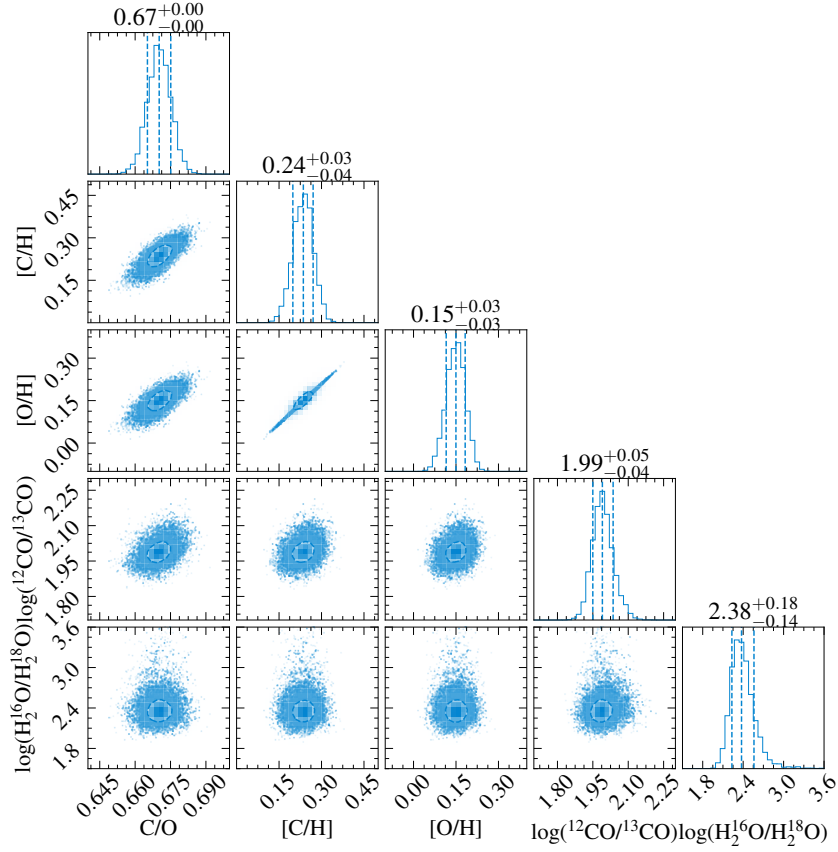 0.67+0.00−0.00
0.24+0.03−0.04
0.15+0.03−0.03
1.99+0.05−0.04
2.38+0.18−0.14
[C/H]
0.45
0.30
0.15
[O/H]
0.30
0.15
0.00
log(¹²CO/¹³CO)
2.25
2.10
1.95
1.80
log(H₂¹⁶O/H₂¹⁸O)
3.6
3.0
2.4
1.8
0.645 0.660 0.675 0.690
C/O
0.15 0.30 0.45
[C/H]
0.00 0.15 0.30
[O/H]
1.80 1.95 2.10 2.25
log(¹²CO/¹³CO)
1.8 2.4 3.0 3.6
log(H₂¹⁶O/H₂¹⁸O)